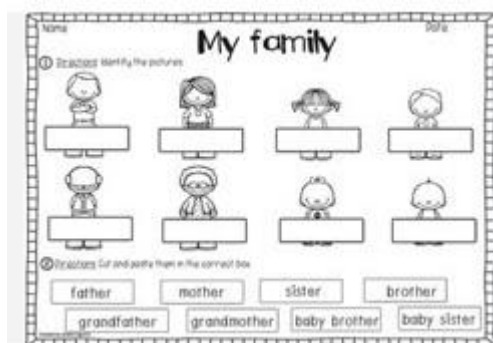 Name Date
My family
1 Directions: Identify the pictures
2 Directions: Cut and paste them in the correct box
father mother sister brother
grandfather grandmother baby brother baby sister